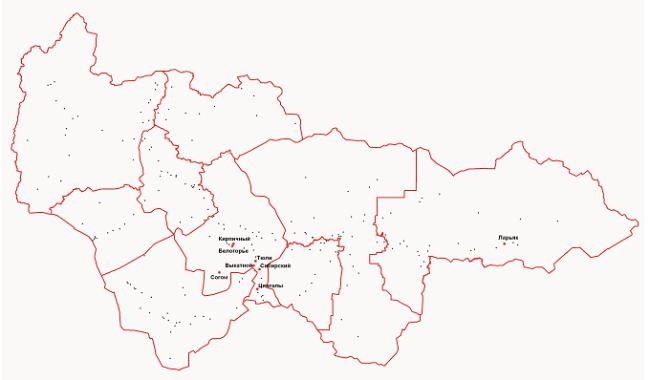 Ларьяк
Кирпичный
Белогорье
Тюли
Выкатной
Сибирский
Согом
Цингалы